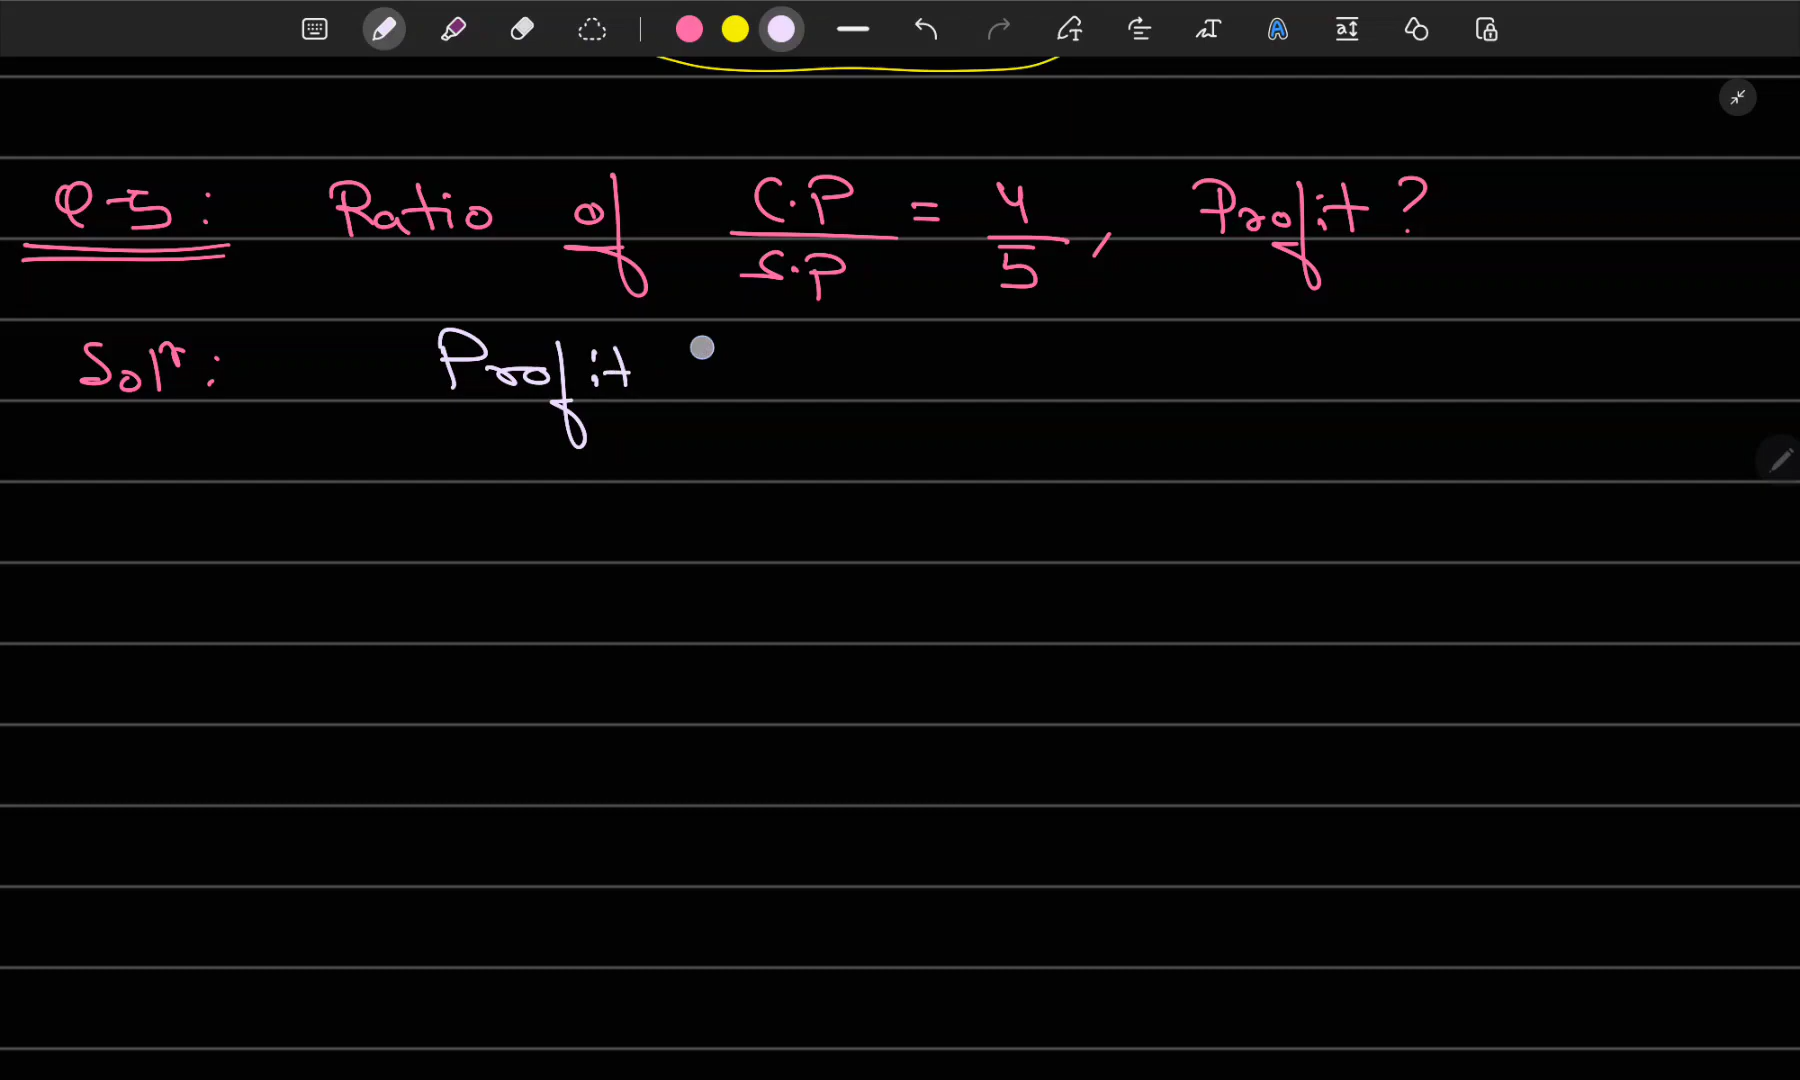 Q-5: Ratio of C.P/S.P = 4/5, Profit?
Soln:
Profit